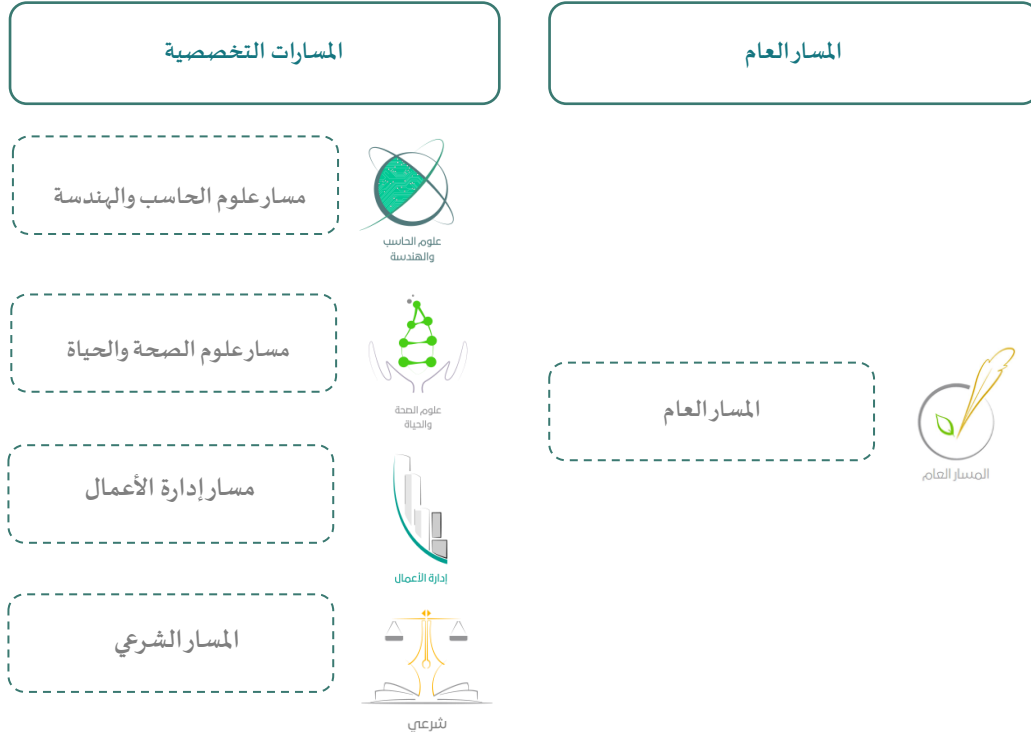 المسار العام
المسارات التخصصية
المسار العام
المسار العام
علوم الحاسب
والهندسة
مسار علوم الحاسب والهندسة
علوم الصحة
والحياة
مسار علوم الصحة والحياة
إدارة الأعمال
مسار إدارة الأعمال
شرعي
المسار الشرعي